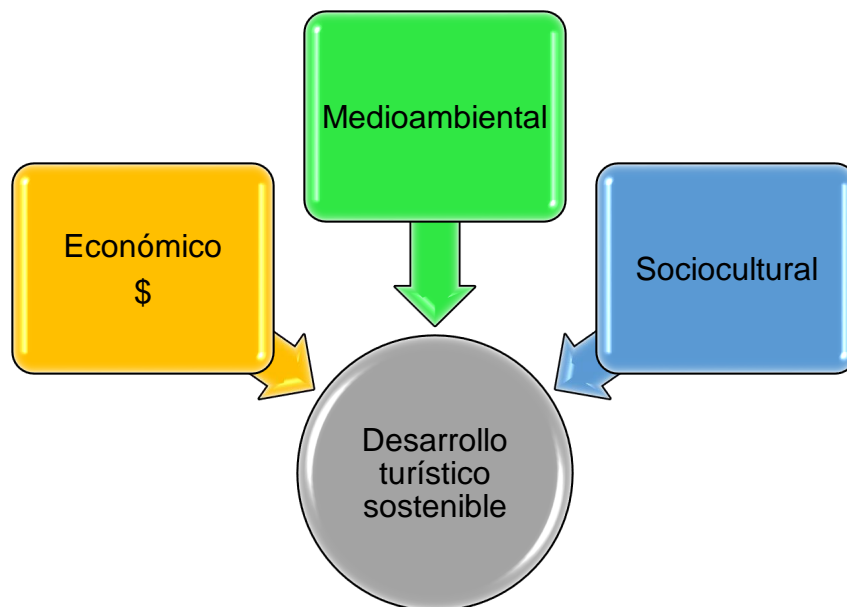 Medioambiental
Económico
$
Sociocultural
Desarrollo
turístico
sostenible